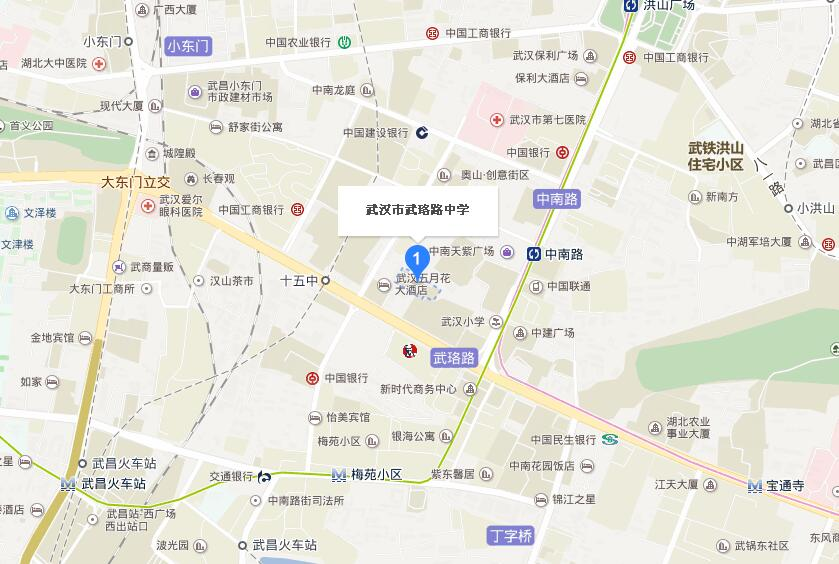 广西大厦
洪山广场
小东门
小东门
中国农业银行
中国工商银行
湖北大中医院
武汉保利广场
中国工商银行
保利大酒店
武昌小东门
市政建材市场
中南龙庭
现代大厦
首义公园
舒家街公寓
中国建设银行
武汉市第七医院
湖北省
武铁洪山
住宅小区
城隍殿
中国银行
八一路
武昌区
长春观
大东门立交
奥山·创意街区
武汉爱尔
眼科医院
中国工商银行
武汉市武珞路中学
中南路
新南方
小洪山
文泽楼
文津楼
中湖军培大厦
中南天紫广场
中南路
1
武商量贩
汉山茶市
十五中
武汉五月花
大酒店
中国联通
大东门工商所
武汉小学
中建广场
金地宾馆
武珞路
如家
中国银行
新时代商务中心
怡美宾馆
湖北农业
事业大厦
梅苑小区
银海公寓
中国民生银行
之星
武昌火车站
武昌火车站
交通银行
梅苑小区
紫东馨居
中南花园饭店
江天大厦
宝通寺
中南路街司法所
锦江之星
酒店
武昌站-西广场
西出站口
丁字桥
东风商
波光园
武昌火车站
武锅东社区